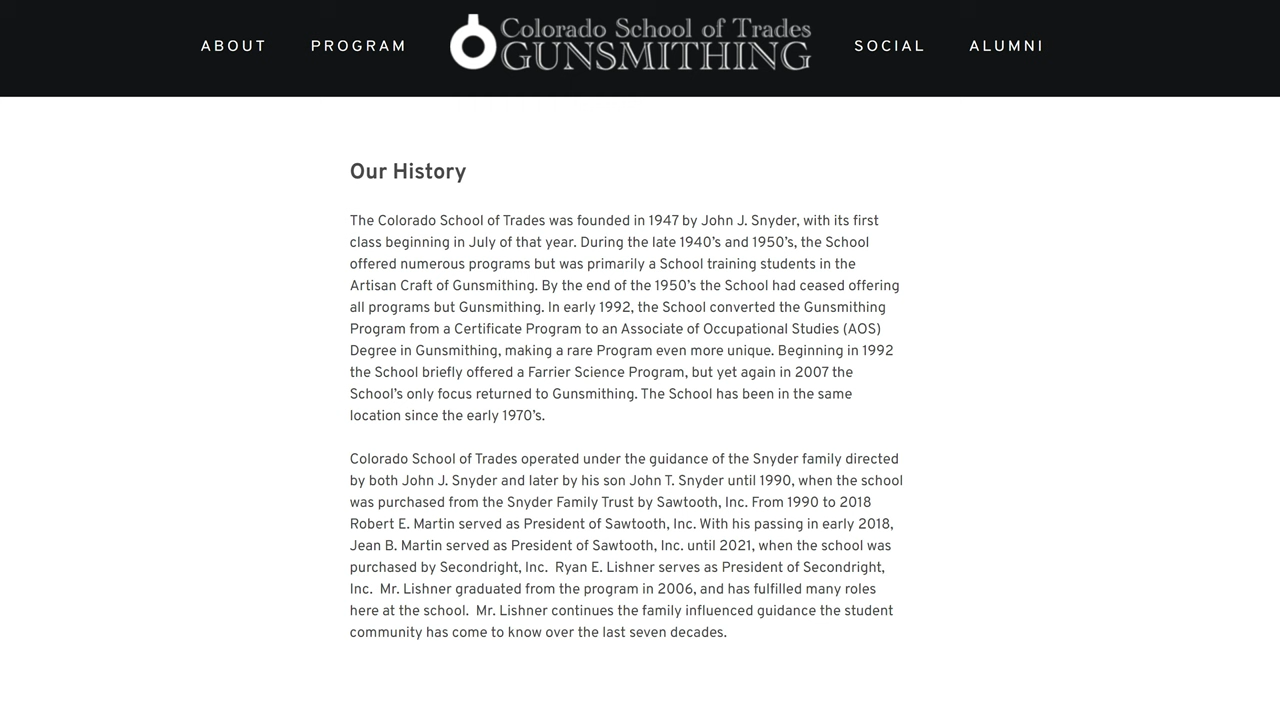 ABOUT
PROGRAM
Colorado School of Trades
GUNSMITHING
SOCIAL
ALUMNI
Our History
The Colorado School of Trades was founded in 1947 by John J. Snyder, with its first
class beginning in July of that year. During the late 1940’s and 1950’s, the School
offered numerous programs but was primarily a School training students in the
Artisan Craft of Gunsmithing. By the end of the 1950’s the School had ceased offering
all programs but Gunsmithing. In early 1992, the School converted the Gunsmithing
Program from a Certificate Program to an Associate of Occupational Studies (AOS)
Degree in Gunsmithing, making a rare Program even more unique. Beginning in 1992
the School briefly offered a Farrier Science Program, but yet again in 2007 the
School’s only focus returned to Gunsmithing. The School has been in the same
location since the early 1970’s.
Colorado School of Trades operated under the guidance of the Snyder family directed
by both John J. Snyder and later by his son John T. Snyder until 1990, when the school
was purchased from the Snyder Family Trust by Sawtooth, Inc. From 1990 to 2018
Robert E. Martin served as President of Sawtooth, Inc. With his passing in early 2018,
Jean B. Martin served as President of Sawtooth, Inc. until 2021, when the school was
purchased by Secondright, Inc.  Ryan E. Lishner serves as President of Secondright,
Inc.  Mr. Lishner graduated from the program in 2006, and has fulfilled many roles
here at the school.  Mr. Lishner continues the family influenced guidance the student
community has come to know over the last seven decades.